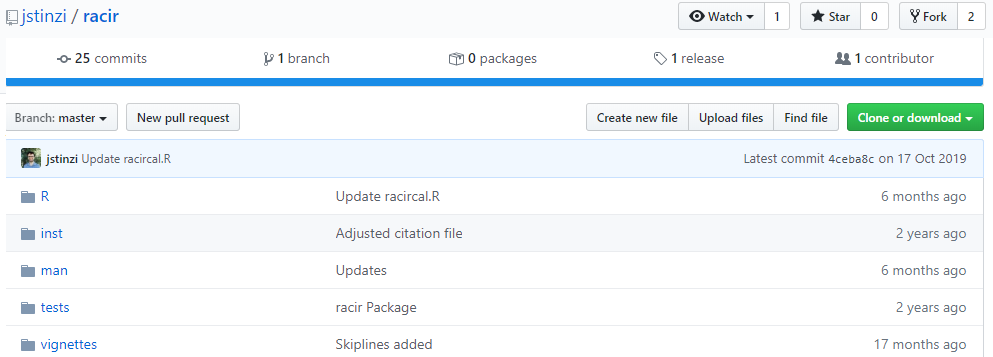 jstinzi / racir Watch 1 Star 0 Fork 2
25 commits 1 branch 0 packages 1 release 1 contributor
Branch: master New pull request Create new file Upload files Find file Clone or download
jstinzi Update racircal.R Latest commit 4ceba8c on 17 Oct 2019
R Update racircal.R 6 months ago
inst Adjusted citation file 2 years ago
man Updates 6 months ago
tests racir Package 2 years ago
vignettes Skiplines added 17 months ago